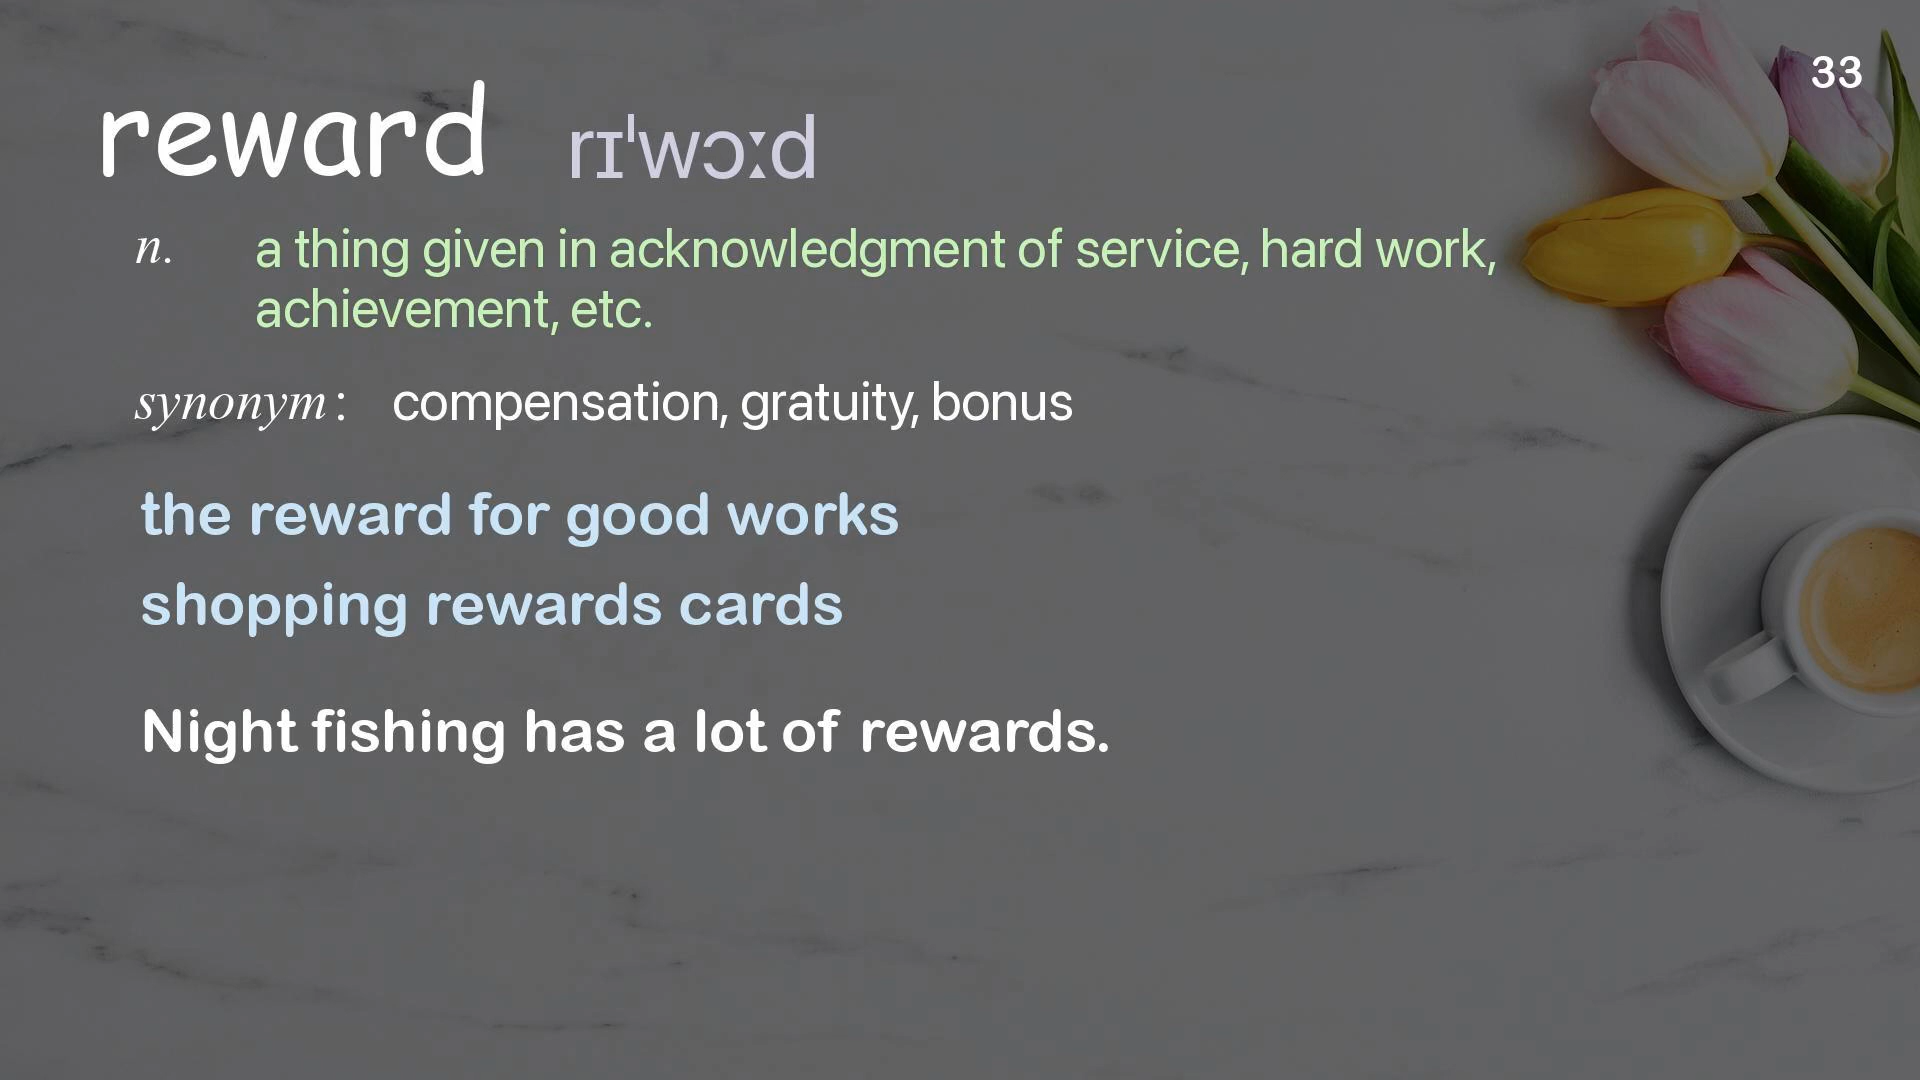 33
reward rɪˈwɔːd
n. a thing given in acknowledgment of service, hard work,
achievement, etc.
synonym : compensation, gratuity, bonus
the reward for good works
shopping rewards cards
Night fishing has a lot of rewards.